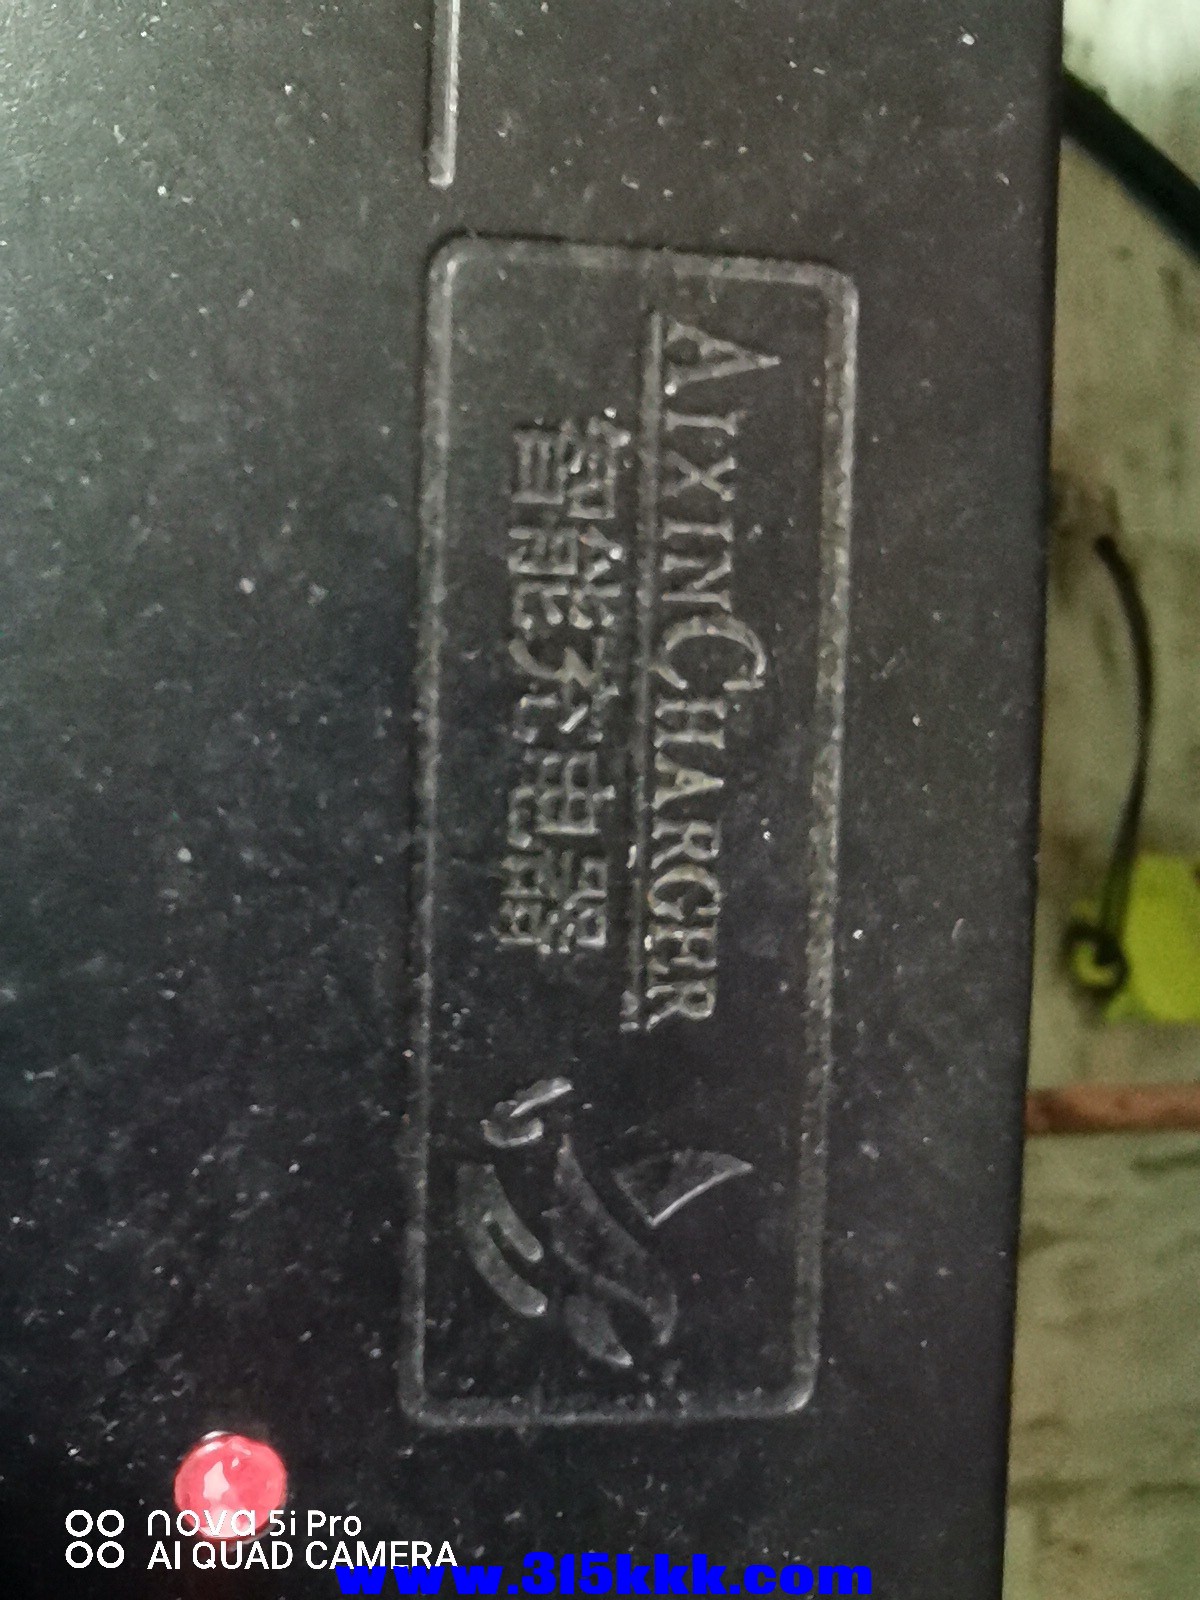 AIXINCHARGER
智能充电器
nova 5i Pro
AI QUAD CAMERA
www.315kkk.com